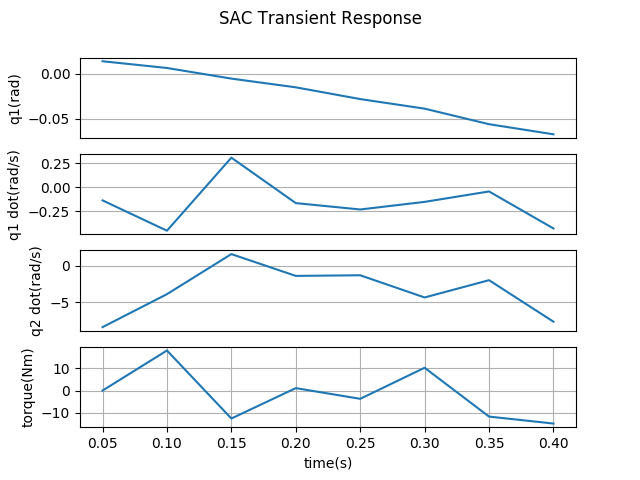 SAC Transient Response
q1(rad)
0.00
−0.05
q1 dot(rad/s)
0.25
0.00
−0.25
q2 dot(rad/s)
0
−5
torque(Nm)
10
0
−10
0.05 0.10 0.15 0.20 0.25 0.30 0.35 0.40
time(s)